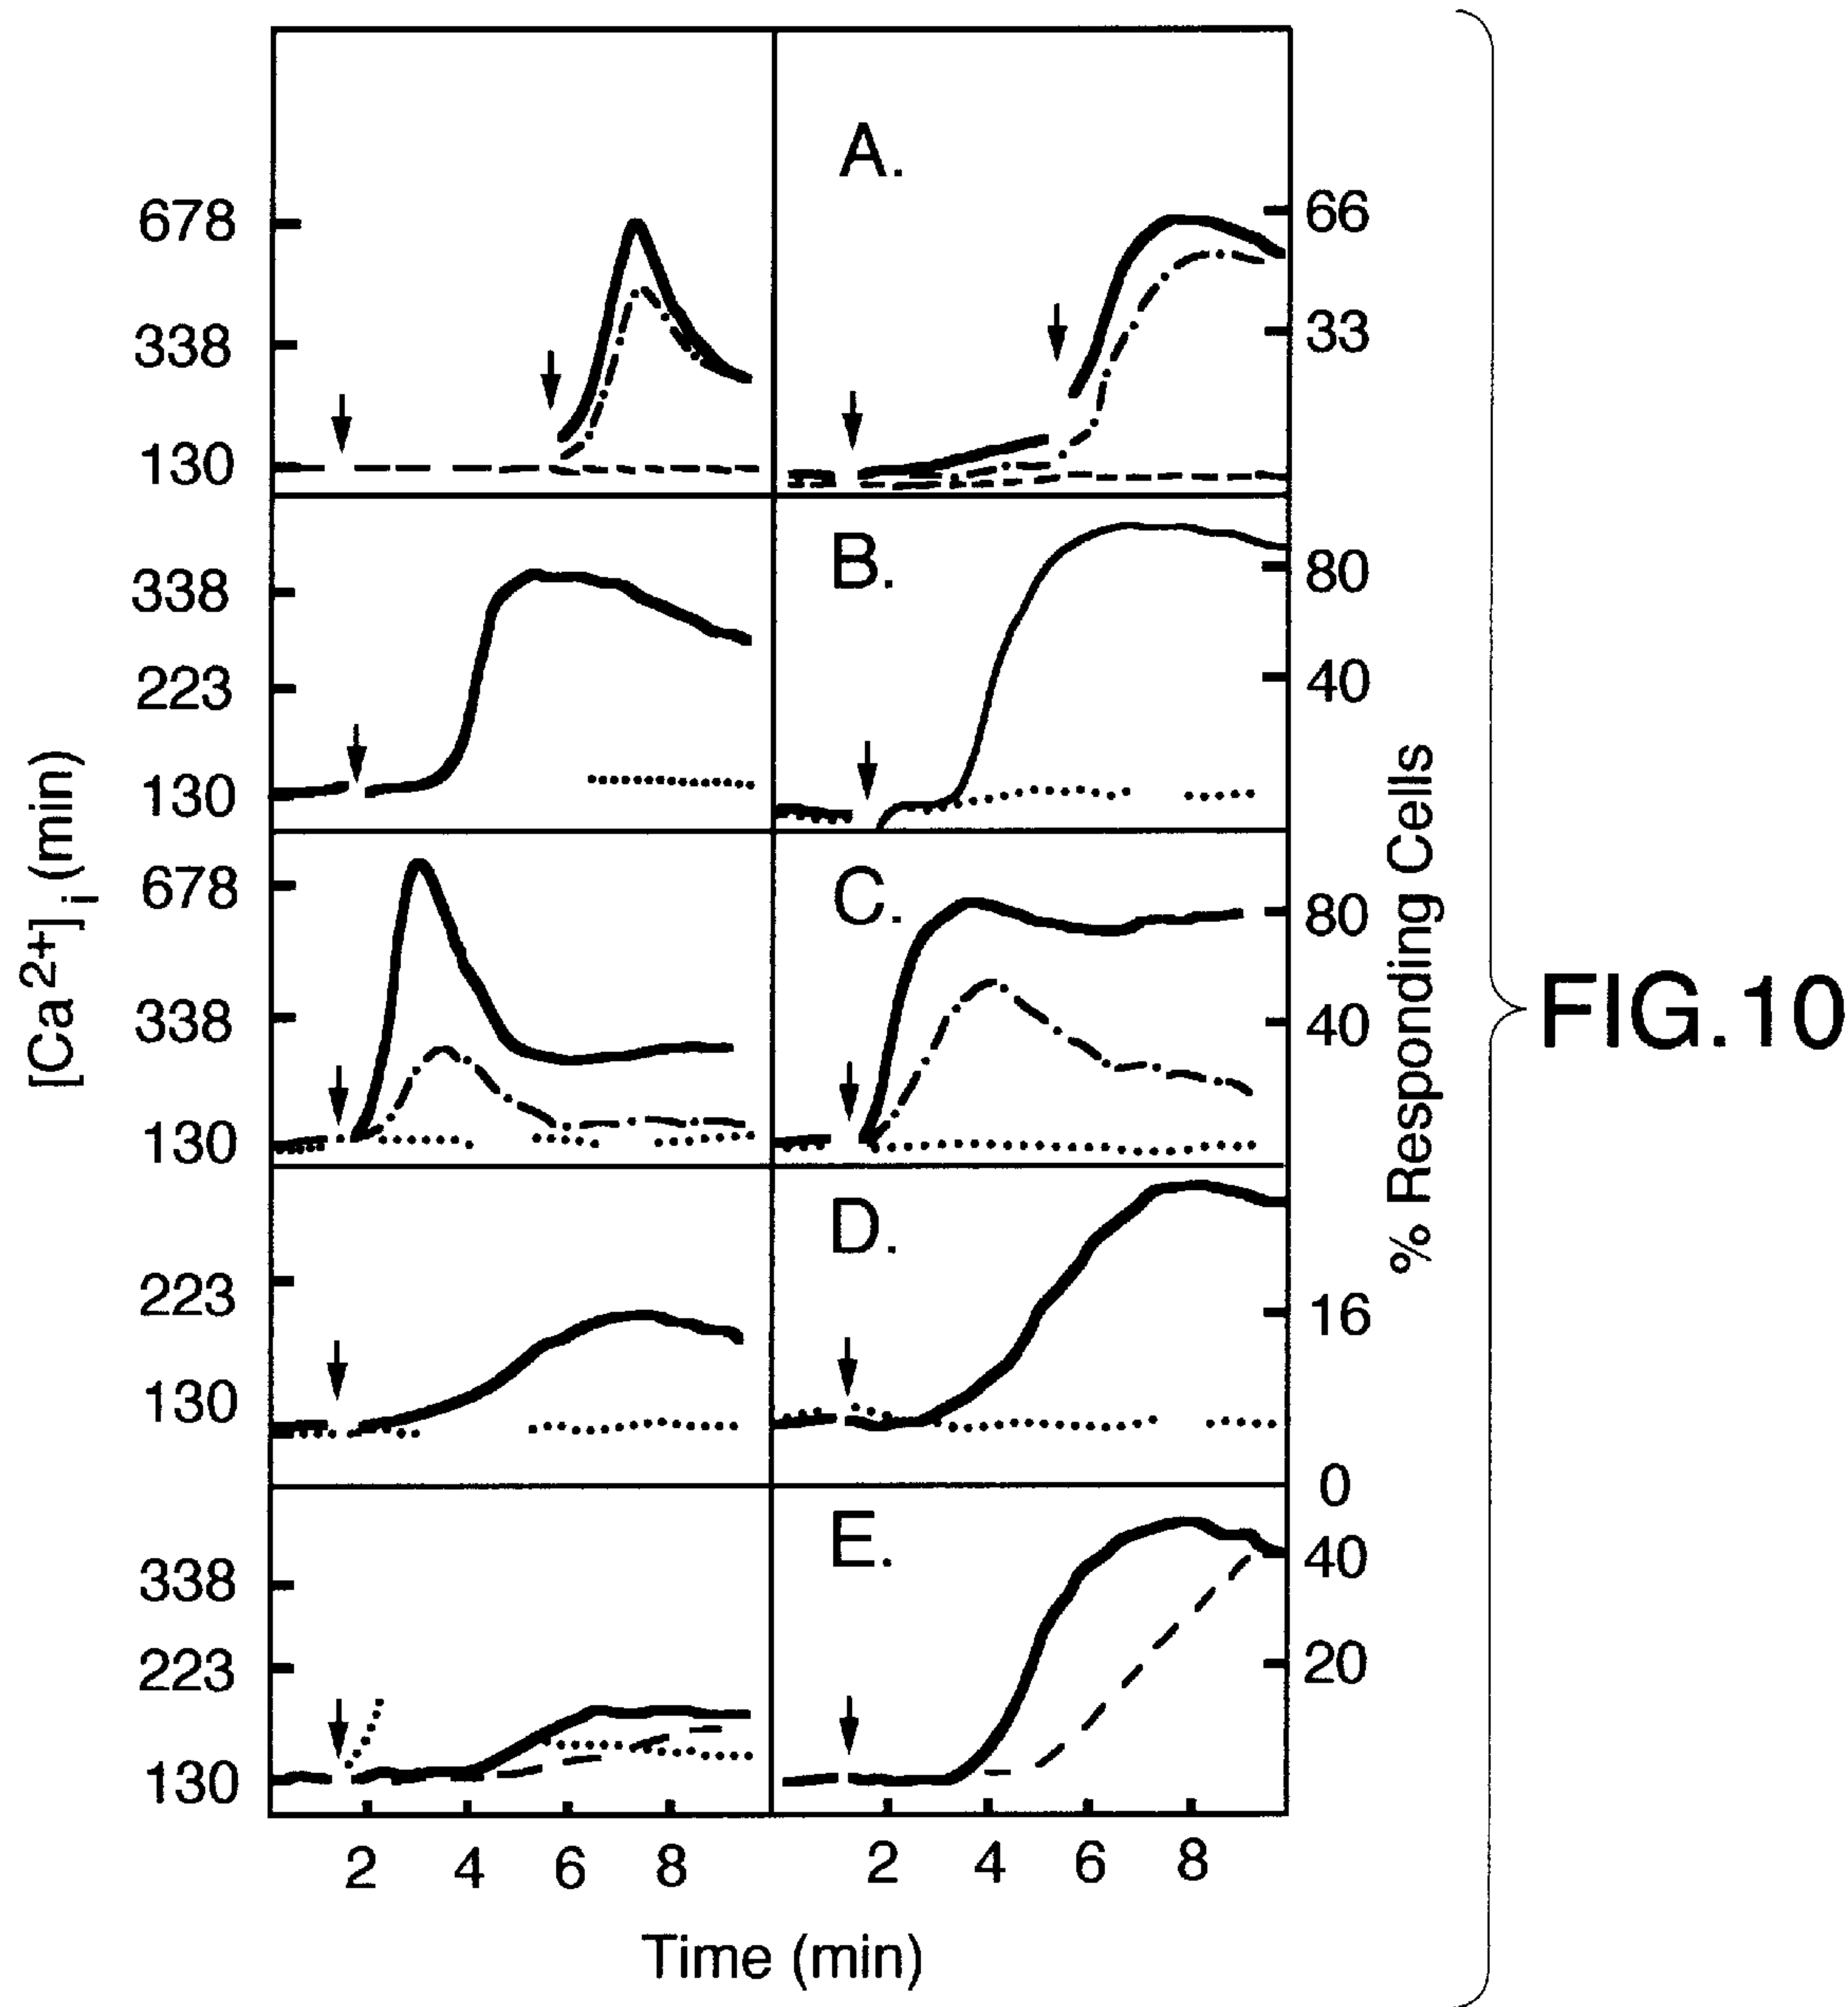 A.
678
338
130
66
33
B.
338
223
130
80
40
C.
678
338
130
80
40
D.
223
130
16
0
E.
338
223
130
40
20
2 4 6 8 2 4 6 8
Time (min)
[Ca2+]i (min)
% Responding Cells
FIG.10